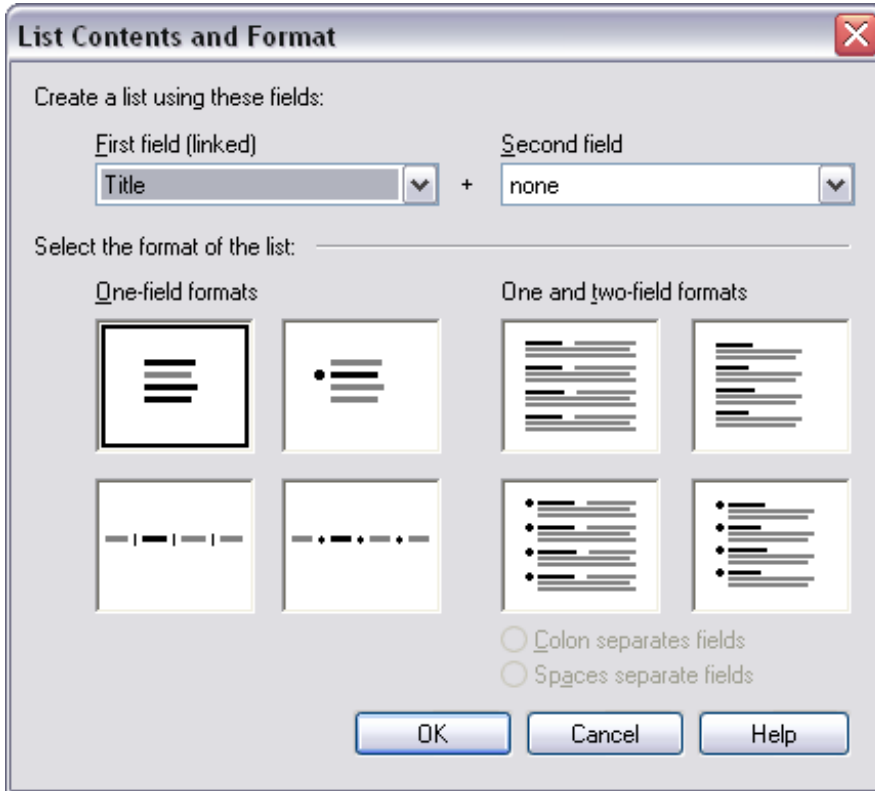 List Contents and Format
Create a list using these fields:
First field (linked)
Second field
Title
+
none
Select the format of the list:
One-field formats
One and two-field formats
Colon separates fields
Spaces separate fields
OK
Cancel
Help